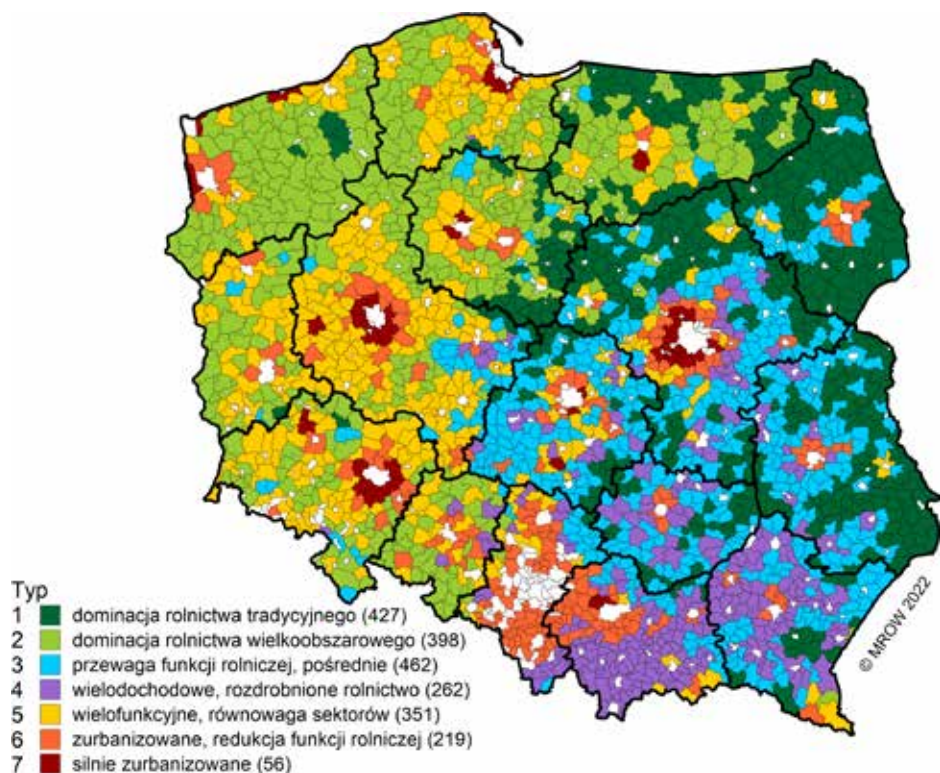 © MROW 2022
Typ
1 dominacja rolnictwa tradycyjnego (427)
2 dominacja rolnictwa wielkoobszarowego (398)
3 przewaga funkcji rolniczej, pośrednie (462)
4 wielodochodowe, rozdrobnione rolnictwo (262)
5 wielofunkcyjne, równowaga sektorów (351)
6 zurbanizowane, redukcja funkcji rolniczej (219)
7 silnie zurbanizowane (56)